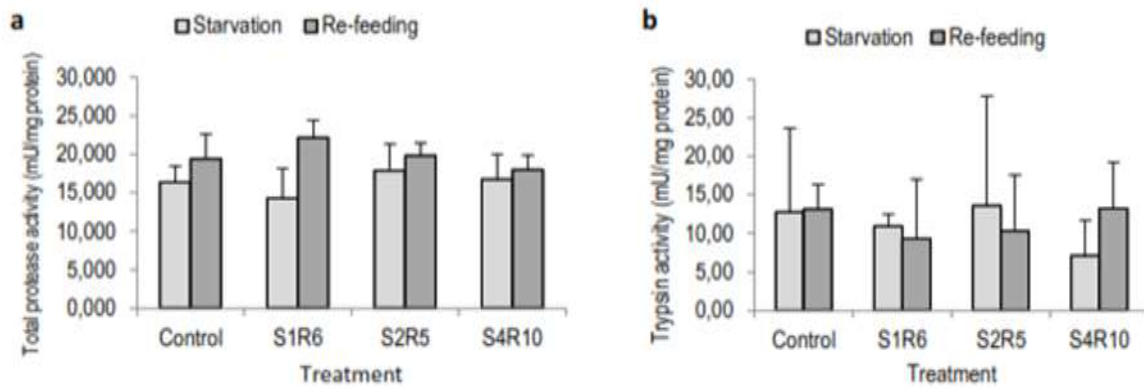 a
Starvation Re-feeding
Total protease activity (mU/mg protein)
30,000
25,000
20,000
15,000
10,000
5,000
0,000
Control S1R6 S2R5 S4R10
Treatment
b
Starvation Re-feeding
Trypsin activity (mU/mg protein)
30,00
25,00
20,00
15,00
10,00
5,00
0,00
Control S1R6 S2R5 S4R10
Treatment